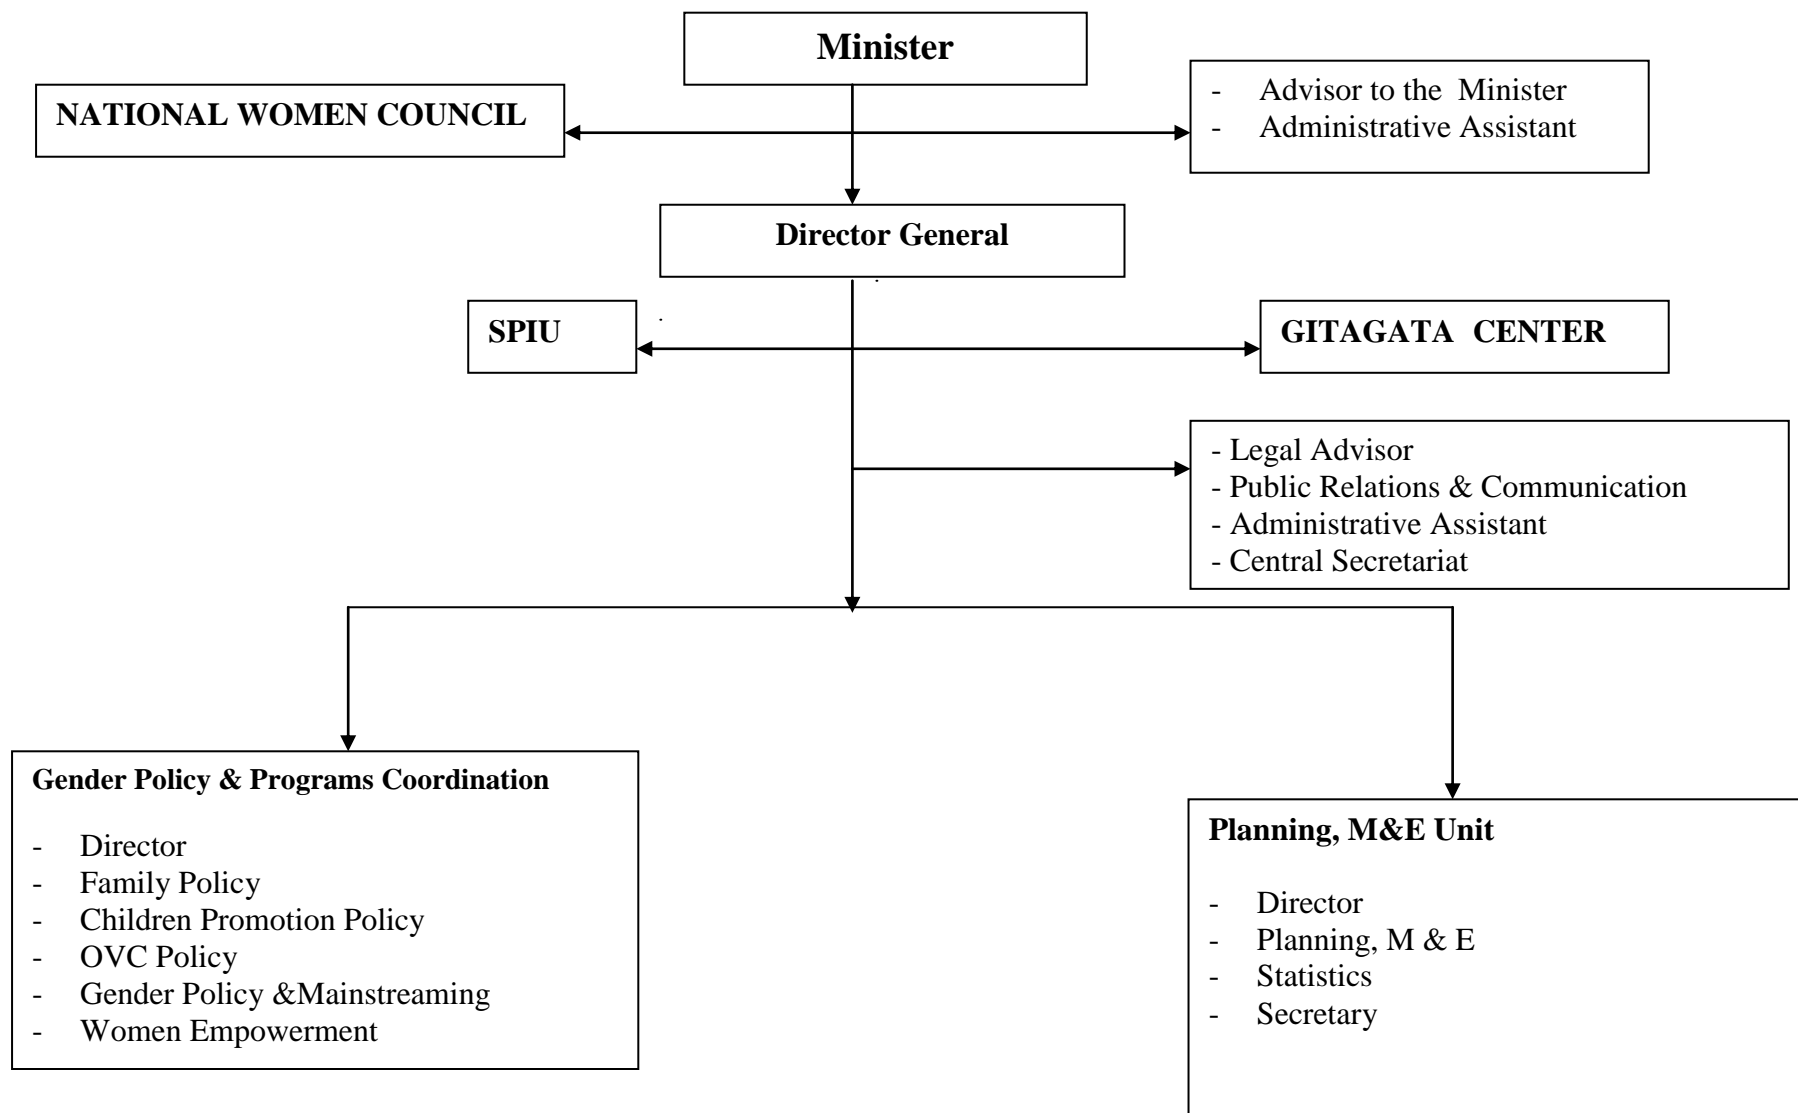 Minister
NATIONAL WOMEN COUNCIL
- Advisor to the Minister
- Administrative Assistant
Director General
SPIU
GITAGATA CENTER
- Legal Advisor
- Public Relations & Communication
- Administrative Assistant
- Central Secretariat
Gender Policy & Programs Coordination
- Director
- Family Policy
- Children Promotion Policy
- OVC Policy
- Gender Policy &Mainstreaming
- Women Empowerment
Planning, M&E Unit
- Director
- Planning, M & E
- Statistics
- Secretary